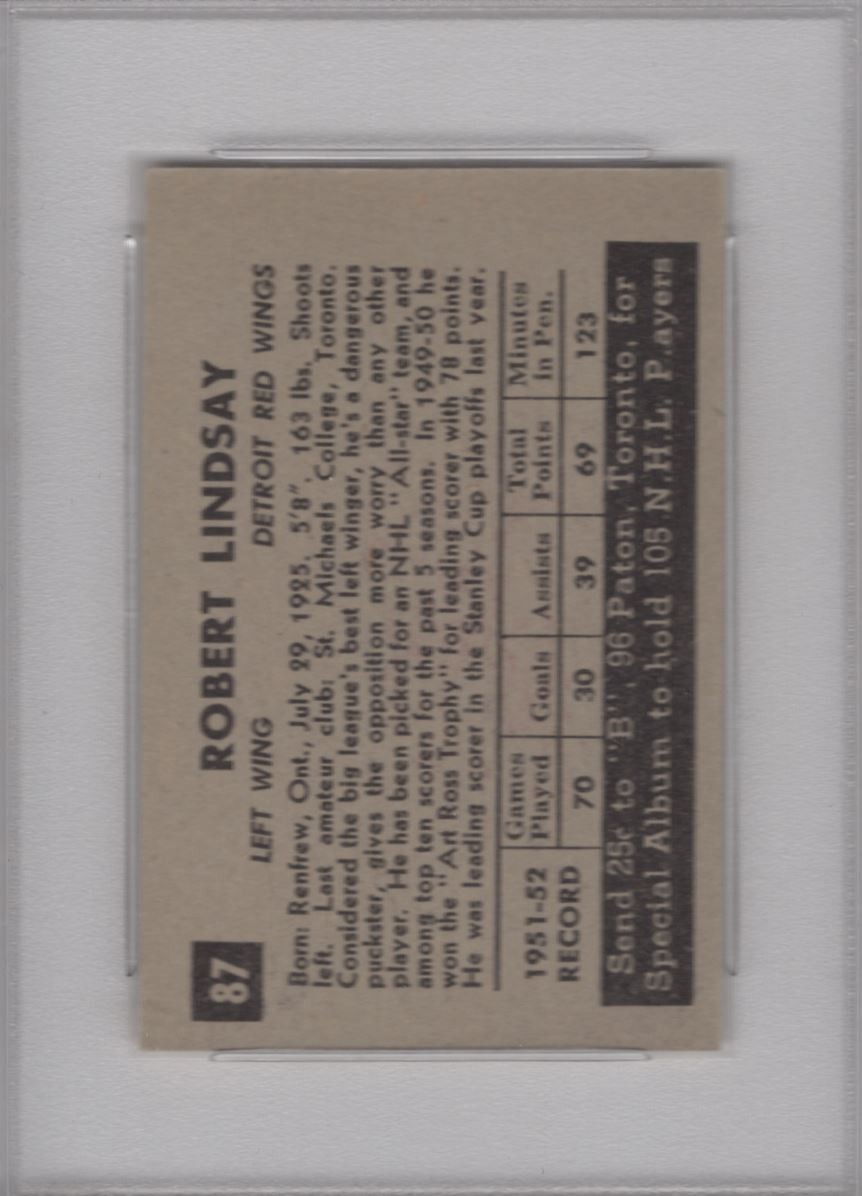 87
ROBERT LINDSAY
LEFT WING DETROIT RED WINGS
Born: Renfrew, Ont., July 29, 1925. 5'8". 163 lbs. Shoots
left. Last amateur club: St. Michaels College, Toronto.
Considered the big league's best left winger, he's a dangerous
puckster, gives the opposition more worry than any other
player. He has been picked for an NHL "All-star" team, and
among top ten scorers for the past 5 seasons. In 1949-50 he
won the "Art Ross Trophy" for leading scorer with 78 points.
He was leading scorer in the Stanley Cup playoffs last year.
1951-52 Games Goals Assists Total Minutes
RECORD Played Points in Pen.
70 30 39 69 123
Send 25¢ to "B", 96 Paton, Toronto, for
Special Album to hold 105 N.H.L. P.ayers